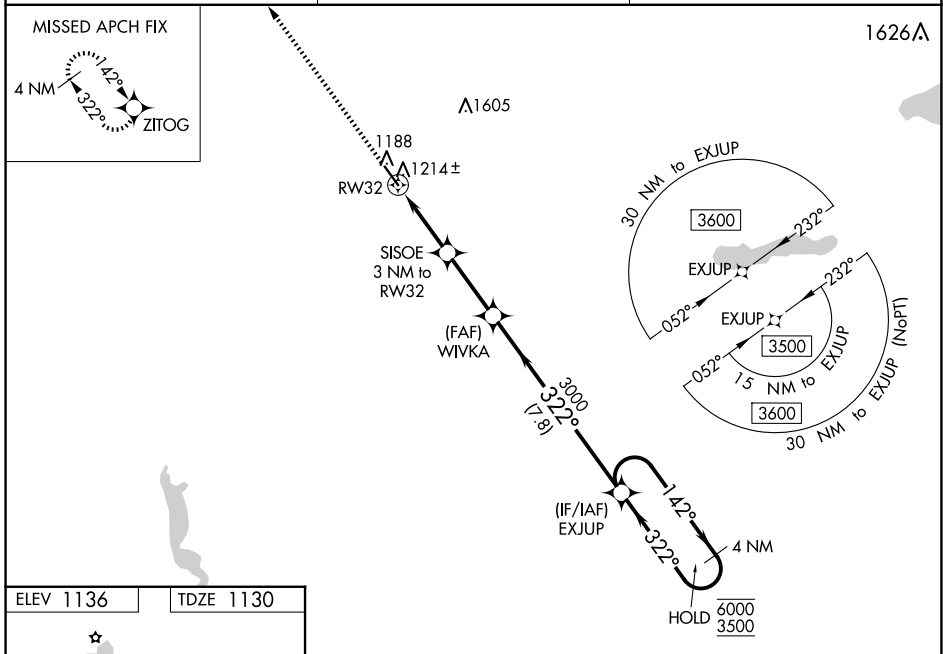 MISSED APCH FIX
4 NM
142°
322°
ZITOG
1626
1605
1188
1214±
RW32
SISOE
3 NM to
RW32
(FAF)
WIVKA
3000
322°
(7.8)
(IF/IAF)
EXJUP
142°
322°
4 NM
HOLD
6000
3500
30 NM to EXJUP
3600
232°
EXJUP
052°
232°
EXJUP
3500
052°
15 NM to EXJUP
3600
30 NM to EXJUP (NoPT)
ELEV 1136
TDZE 1130